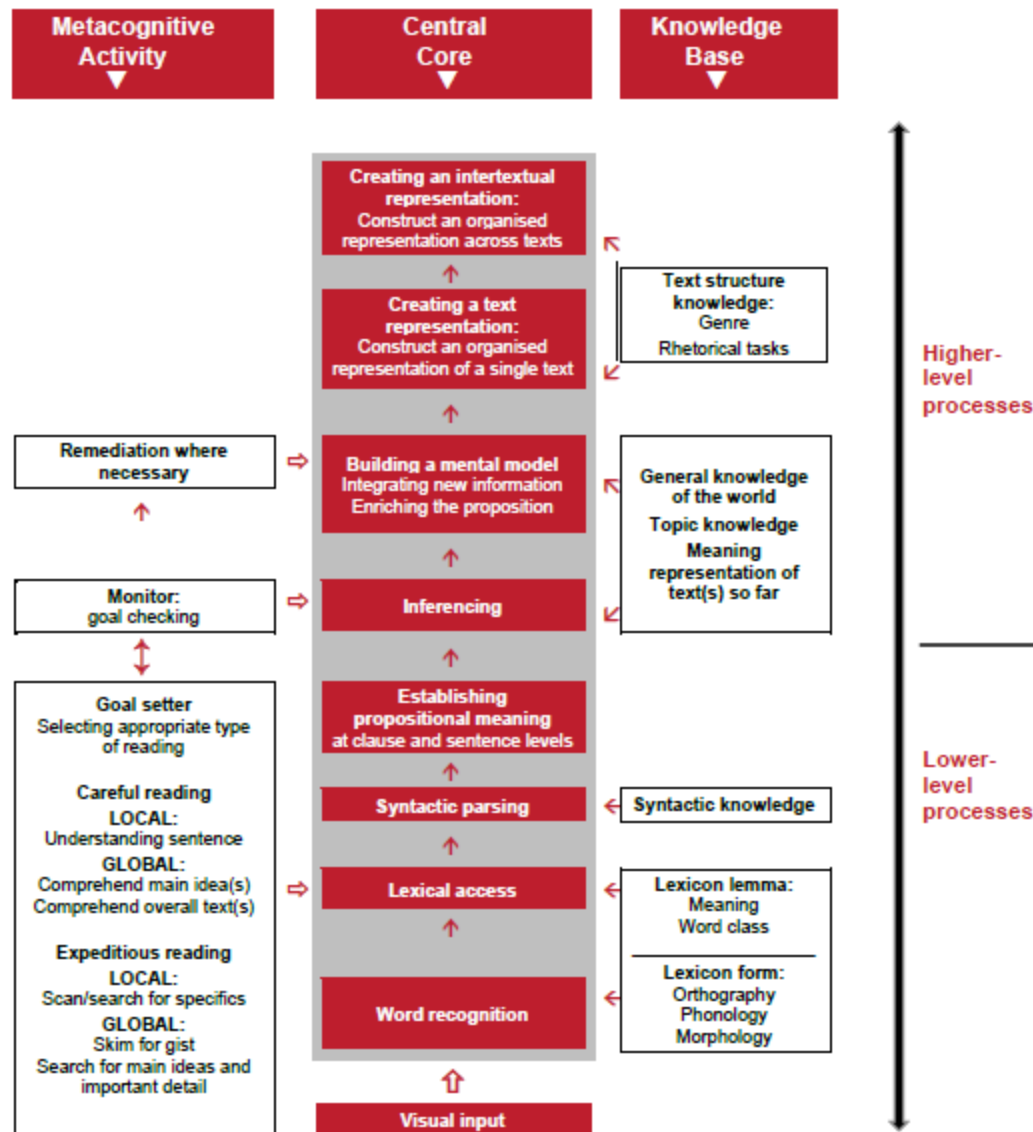 Metacognitive
Activity
Central
Core
Knowledge
Base
Creating an intertextual
representation:
Construct an organised
representation across texts
Creating a text
representation:
Construct an organised
representation of a single text
Text structure
knowledge:
Genre
Rhetorical tasks
Higher-
level
processes
Remediation where
necessary
Building a mental model
Integrating new information
Enriching the proposition
General knowledge
of the world
Topic knowledge
Meaning
representation of
text(s) so far
Monitor:
goal checking
Inferencing
Goal setter
Selecting appropriate type
of reading
Careful reading
LOCAL:
Understanding sentence
GLOBAL:
Comprehend main idea(s)
Comprehend overall text(s)
Expeditious reading
LOCAL:
Scan/search for specifics
GLOBAL:
Skim for gist
Search for main ideas and
important detail
Establishing
propositional meaning
at clause and sentence levels
Syntactic parsing
Syntactic knowledge
Lower-
level
processes
Lexical access
Lexicon lemma:
Meaning
Word class
Word recognition
Lexicon form:
Orthography
Phonology
Morphology
Visual input